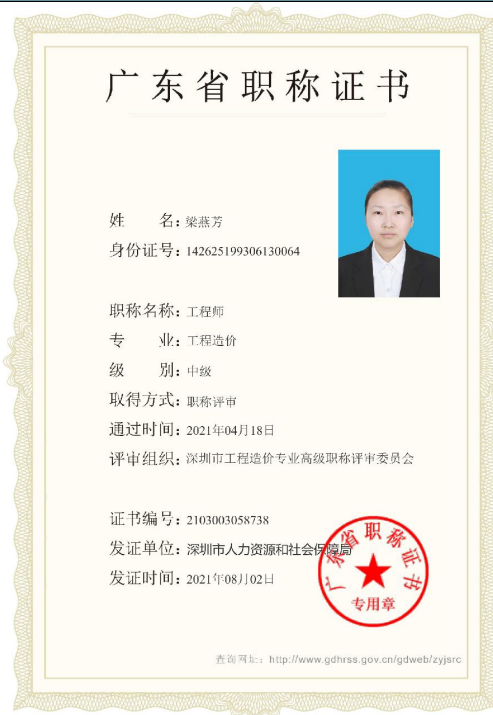 广东省职称证书
姓 名：梁燕芳
身份证号：142625199306130064
职称名称：工程师
专 业：工程造价
级 别：中级
取得方式：职称评审
通过时间：2021年04月18日
评审组织：深圳市工程造价专业高级职称评审委员会
证书编号：2103003058738
发证单位：深圳市人力资源和社会保障局
发证时间：2021年08月02日
广东省职称证书
专用章
查询网址：http://www.gdhrss.gov.cn/gdweb/zyjsrc